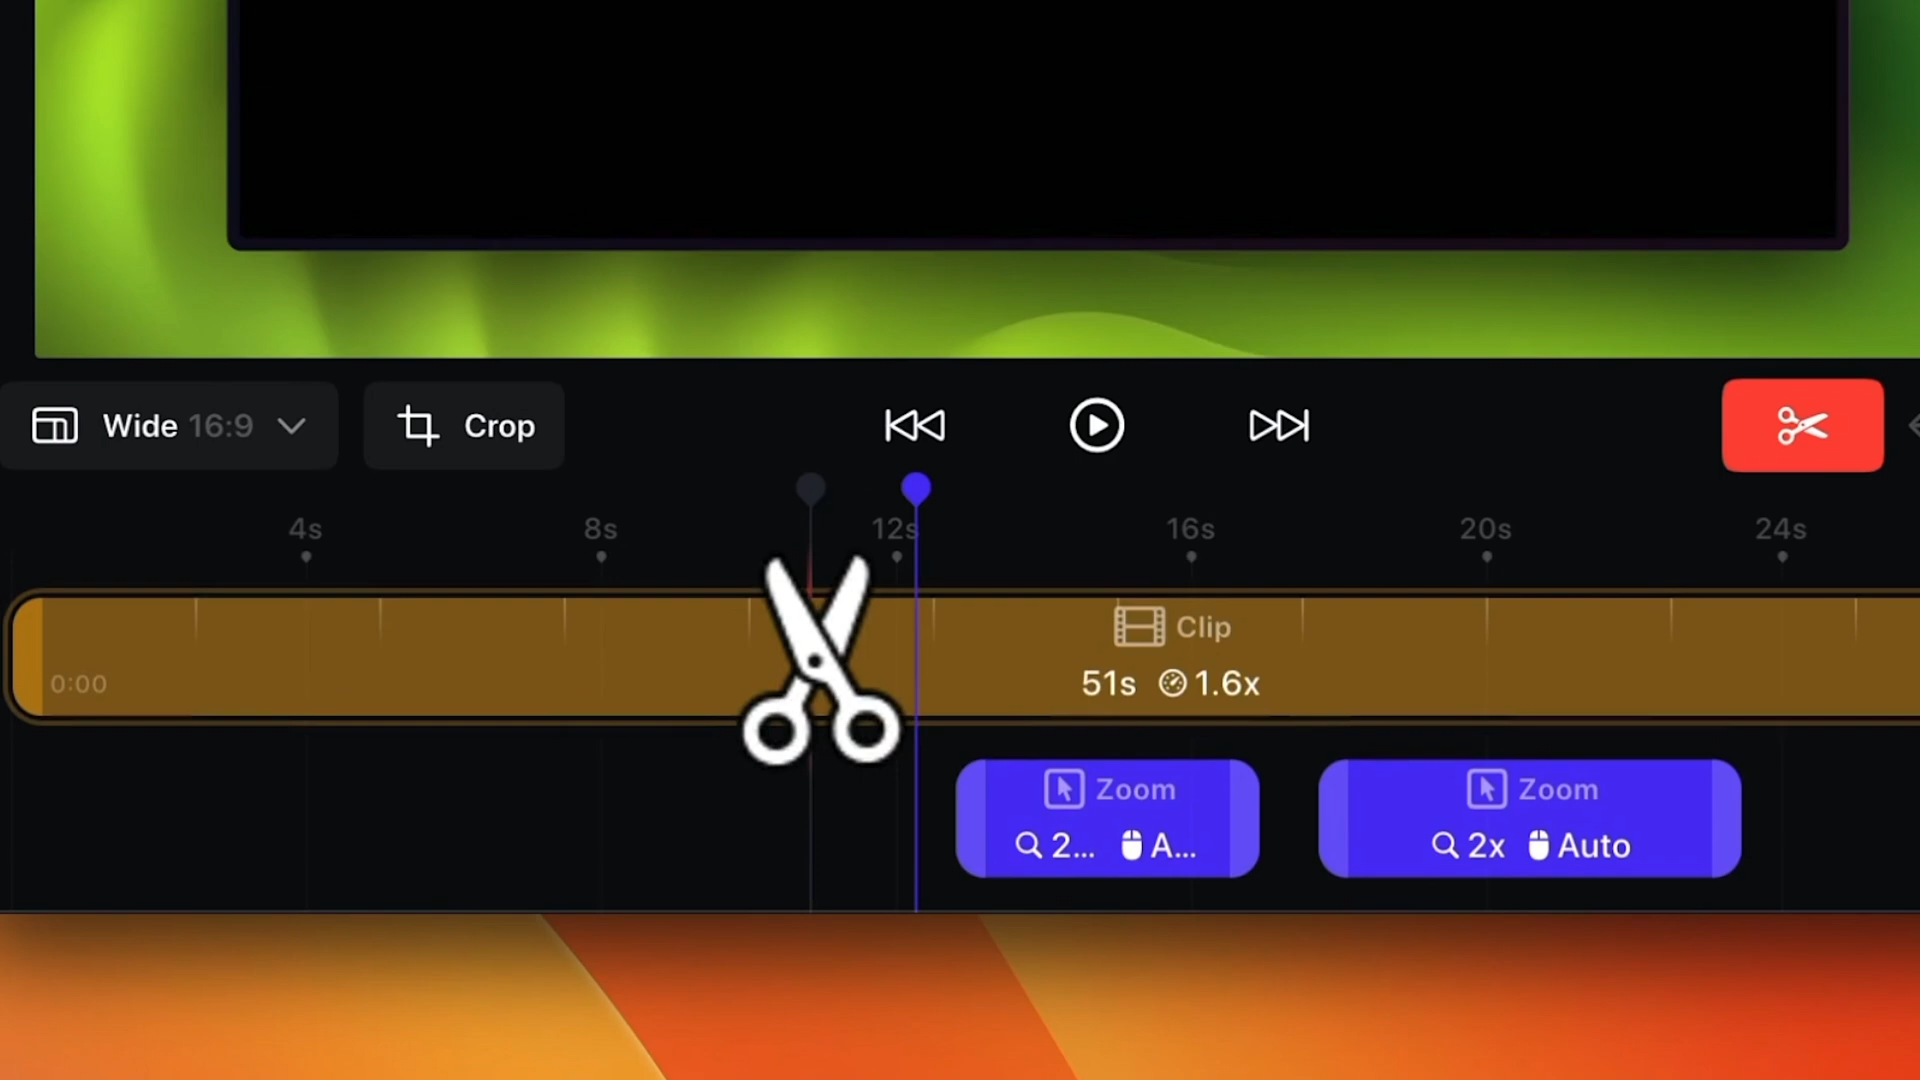 Wide 16:9
Crop
4s 8s 12s 16s 20s 24s
Clip
0:00
51s 1.6x
Zoom
2... A...
Zoom
2x Auto